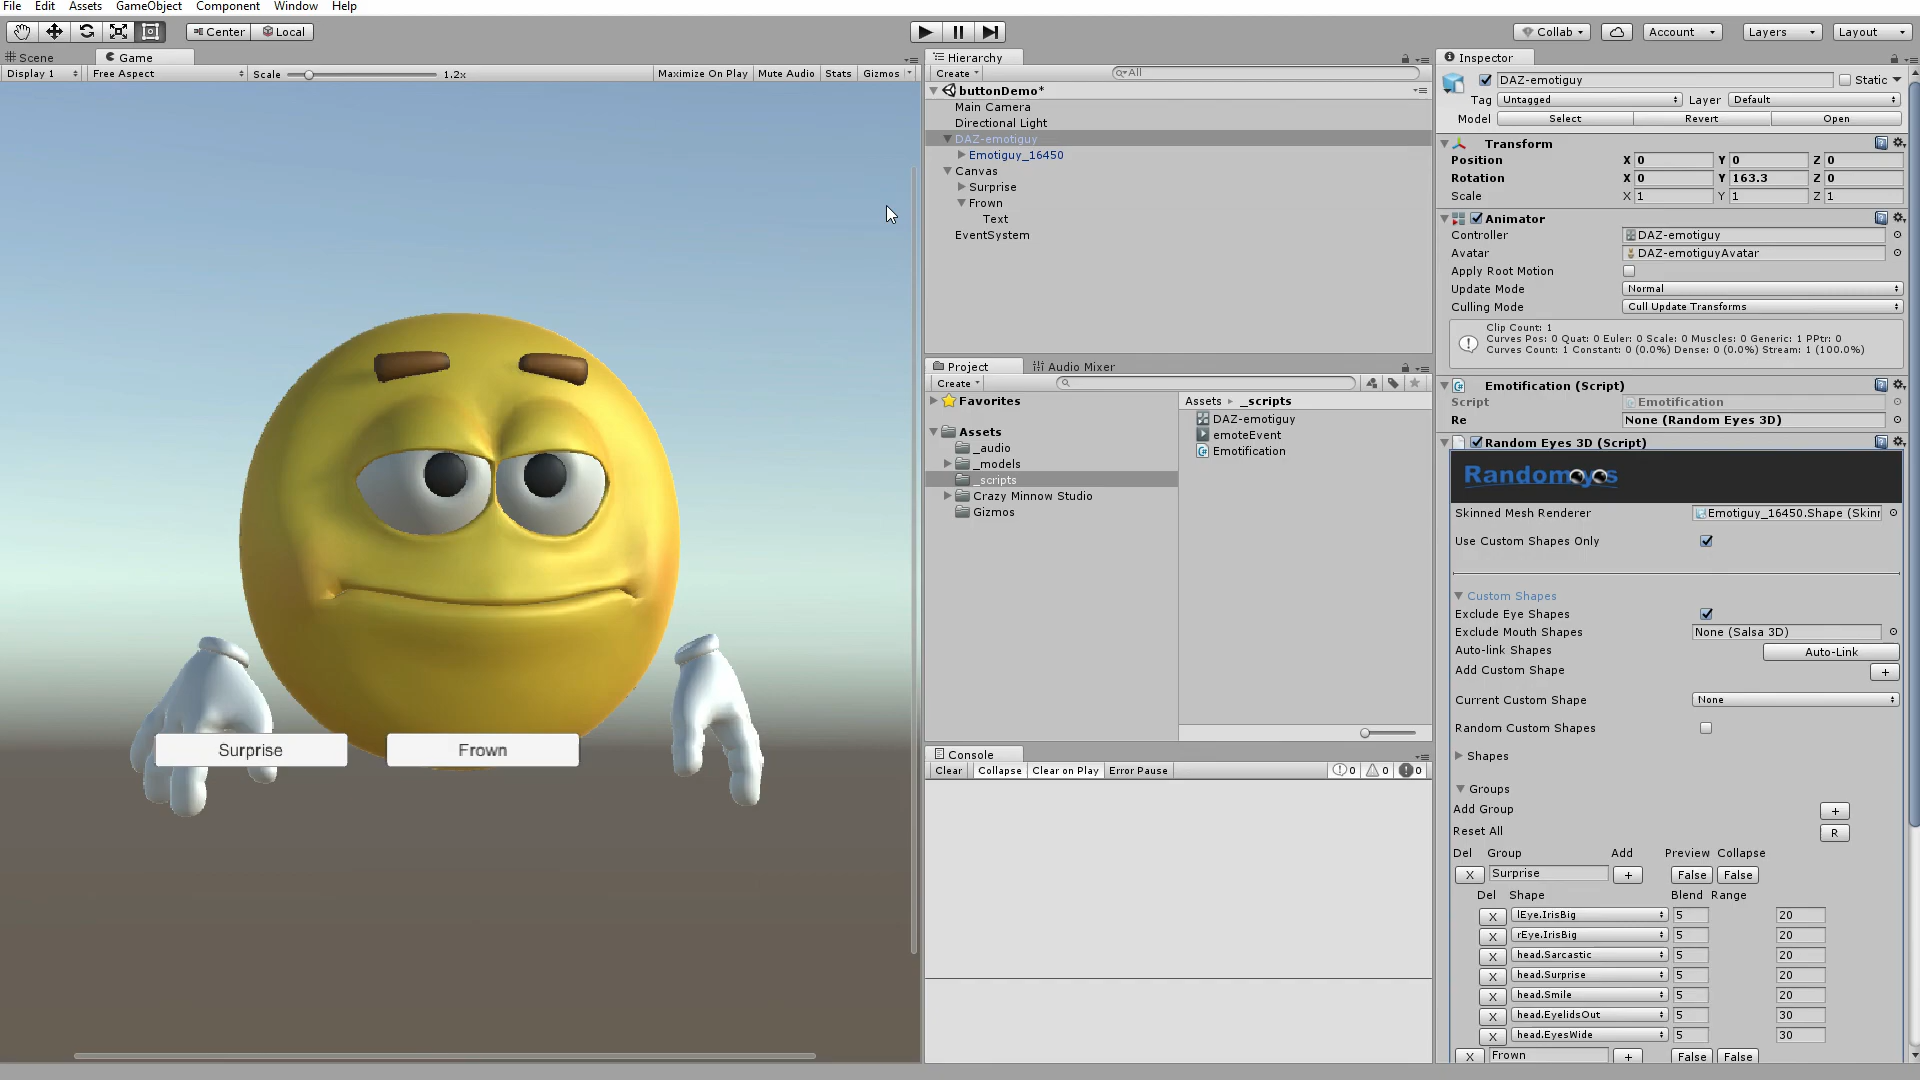 File Edit Assets GameObject Component Window Help
Center Local Collab Account Layers Layout
Scene Game
Display 1 Free Aspect Scale 1.2x Maximize On Play Mute Audio Stats Gizmos
Surprise Frown
Hierarchy
Create All
buttonDemo*
Main Camera
Directional Light
DAZ-emotiguy
Emotiguy_16450
Canvas
Surprise
Frown
Text
EventSystem
Project Audio Mixer
Create
Favorites
Assets
_audio
_models
_scripts
Crazy Minnow Studio
Gizmos
Assets _scripts
DAZ-emotiguy
emoteEvent
Emotification
Console
Clear Collapse Clear on Play Error Pause 0 0 0
Inspector
DAZ-emotiguy Static
Tag Untagged Layer Default
Model Select Revert Open
Transform
Position X 0 Y 0 Z 0
Rotation X 0 Y 163.3 Z 0
Scale X 1 Y 1 Z 1
Animator
Controller DAZ-emotiguy
Avatar DAZ-emotiguyAvatar
Apply Root Motion
Update Mode Normal
Culling Mode Cull Update Transforms
Clip Count: 1
Curves Pos: 0 Quat: 0 Euler: 0 Scale: 0 Muscles: 0 Generic: 1 PPtr: 0
Curves Count: 1 Constant: 0 (0.0%) Dense: 0 (0.0%) Stream: 1 (100.0%)
Emotification (Script)
Script Emotification
Re None (Random Eyes 3D)
Random Eyes 3D (Script)
RandomEyes
Skinned Mesh Renderer Emotiguy_16450.Shape (Skinn
Use Custom Shapes Only
Custom Shapes
Exclude Eye Shapes
Exclude Mouth Shapes None (Salsa 3D)
Auto-link Shapes Auto-Link
Add Custom Shape +
Current Custom Shape None
Random Custom Shapes
Shapes
Groups
Add Group +
Reset All R
Del Group Add Preview Collapse
X Surprise + False False
Del Shape Blend Range
X lEye.IrisBig 5 20
X rEye.IrisBig 5 20
X head.Sarcastic 5 20
X head.Surprise 5 20
X head.Smile 5 20
X head.EyelidsOut 5 30
X head.EyesWide 5 30
X Frown + False False